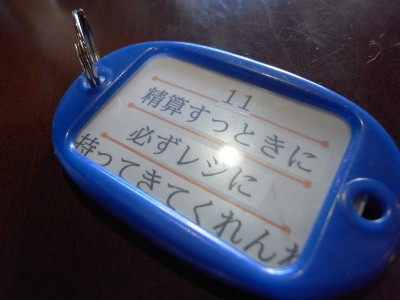 11
精算すっときに
必ずレジに
持ってきてくれんね